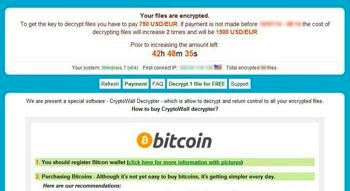 Your files are encrypted.
To get the key to decrypt files you have to pay 750 USD/EUR. If payment is not made before the cost of
decrypting files will increase 2 times and will be 1500 USD/EUR
Prior to increasing the amount left:
42h 48m 35s
Your system: Windows 7 (x64) First connect IP: Total encrypted files.
Refresh Payment FAQ Decrypt 1 file for FREE Support
We are present a special software - CryptoWall Decrypter - which is allow to decrypt and return control to all your encrypted files.
How to buy CryptoWall decrypter?
bitcoin
1. You should register Bitcon wallet (click here for more information with pictures)
2. Purchasing Bitcoins - Although it's not yet easy to buy bitcoins, it's getting simpler every day.
Here are our recommendations: